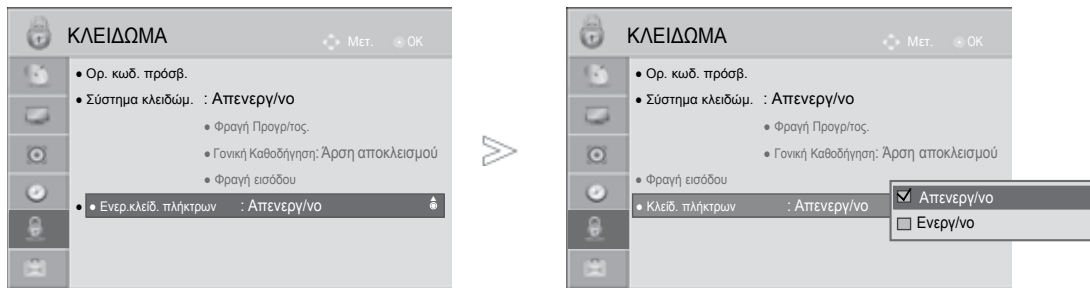 ΚΛΕΙΔΩΜΑ
Μετ. OK
● Ορ. κωδ. πρόσβ.
● Σύστημα κλειδώμ. : Απενεργ/νο
● Φραγή Προγρ/τος.
● Γονική Καθοδήγηση: Άρση αποκλεισμού
● Φραγή εισόδου
● ● Ενερ.κλείδ. πλήκτρων : Απενεργ/νο
ΚΛΕΙΔΩΜΑ
Μετ. OK
● Ορ. κωδ. πρόσβ.
● Σύστημα κλειδώμ. : Απενεργ/νο
● Φραγή Προγρ/τος.
● Γονική Καθοδήγηση: Άρση αποκλεισμού
● Φραγή εισόδου
● Κλείδ. πλήκτρων : Απενεργ/νο
Απενεργ/νο
Ενεργ/νο